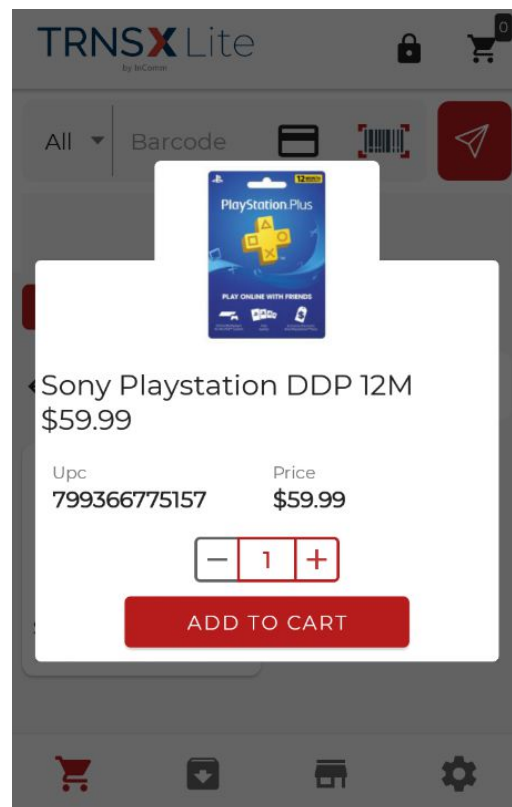 TRNSX Lite
by InComm
0
All
Barcode
12 MONTH
PlayStation.Plus
PLAY ONLINE WITH FRIENDS
Sony Playstation DDP 12M
$59.99
Upc
Price
799366775157
$59.99
1
ADD TO CART